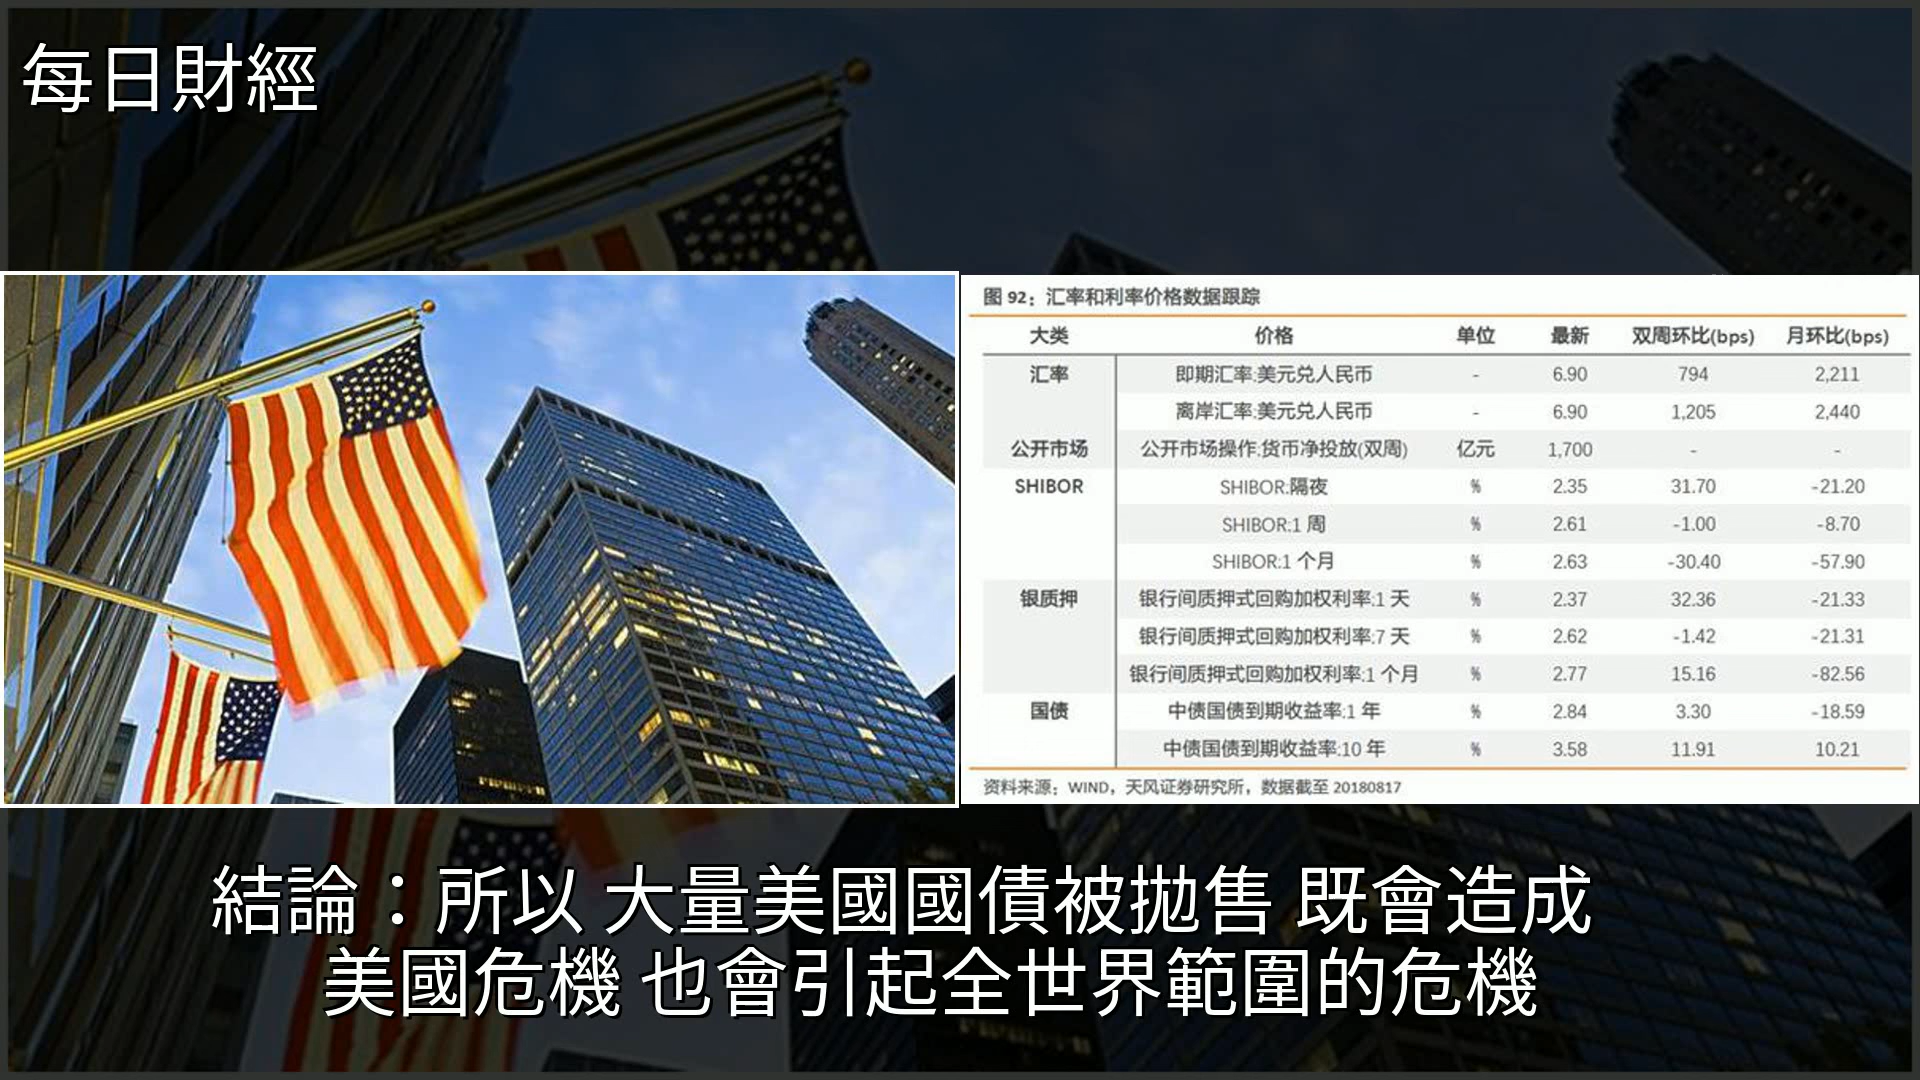 每日財經
图 92：汇率和利率价格数据跟踪
大类 价格 单位 最新 双周环比(bps) 月环比(bps)
汇率 即期汇率:美元兑人民币 - 6.90 794 2,211
离岸汇率:美元兑人民币 - 6.90 1,205 2,440
公开市场 公开市场操作:货币净投放(双周) 亿元 1,700 - -
SHIBOR SHIBOR:隔夜 % 2.35 31.70 -21.20
SHIBOR:1 周 % 2.61 -1.00 -8.70
SHIBOR:1 个月 % 2.63 -30.40 -57.90
银质押 银行间质押式回购加权利率:1 天 % 2.37 32.36 -21.33
银行间质押式回购加权利率:7 天 % 2.62 -1.42 -21.31
银行间质押式回购加权利率:1 个月 % 2.77 15.16 -82.56
国债 中债国债到期收益率:1 年 % 2.84 3.30 -18.59
中债国债到期收益率:10 年 % 3.58 11.91 10.21
资料来源：WIND，天风证券研究所，数据截至 20180817
結論：所以 大量美國國債被拋售 既會造成
美國危機 也會引起全世界範圍的危機